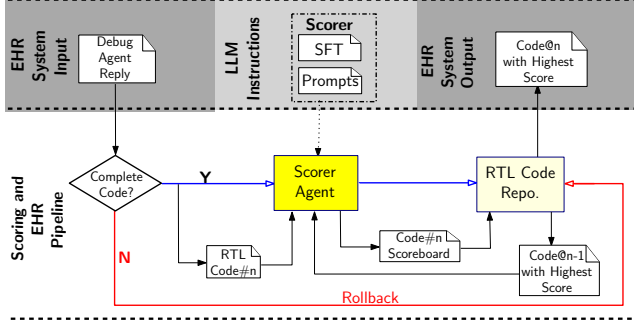 EHR
System
Input
Debug
Agent
Reply
LLM
Instructions
Scorer
SFT
Prompts
EHR
System
Output
Code@n
with Highest
Score
Scoring and
EHR
Pipeline
Complete
Code?
Y
N
RTL
Code#n
Scorer
Agent
Code#n
Scoreboard
RTL Code
Repo.
Code@n-1
with Highest
Score
Rollback